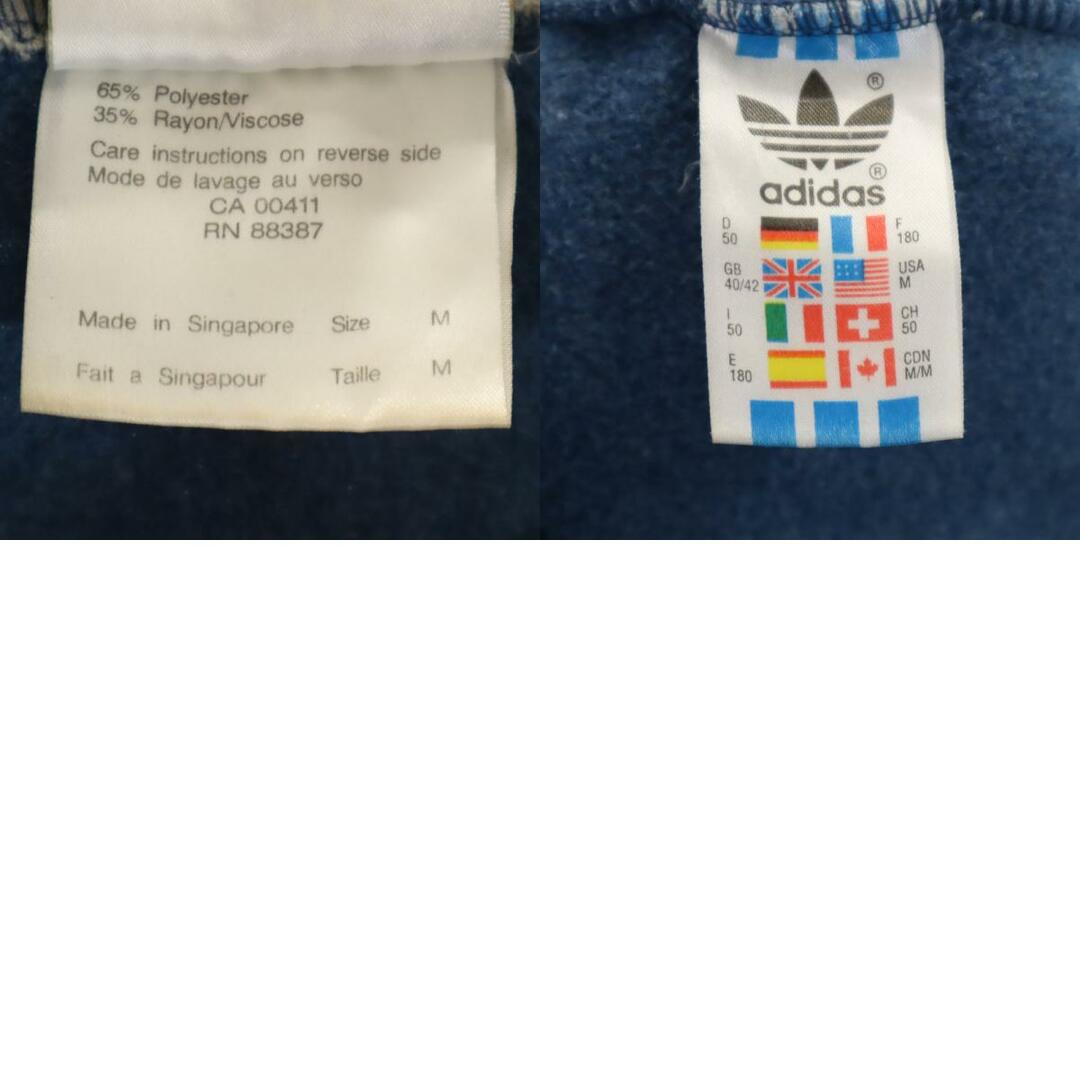 65% Polyester
35% Rayon/Viscose
Care instructions on reverse side
Mode de lavage au verso
CA 00411
RN 88387
Made in Singapore Size M
Fait a Singapour Taille M
®
®
adidas
D 50 F 180
GB 40/42 USA M
I 50 CH 50
E 180 CDN M/M